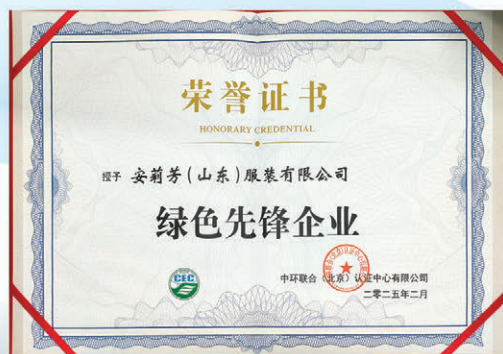 荣誉证书
HONORARY CREDENTIAL
授予 安莉芳(山东)服装有限公司
绿色先锋企业
CEC
中环联合(北京)认证中心有限公司
二零二五年二月